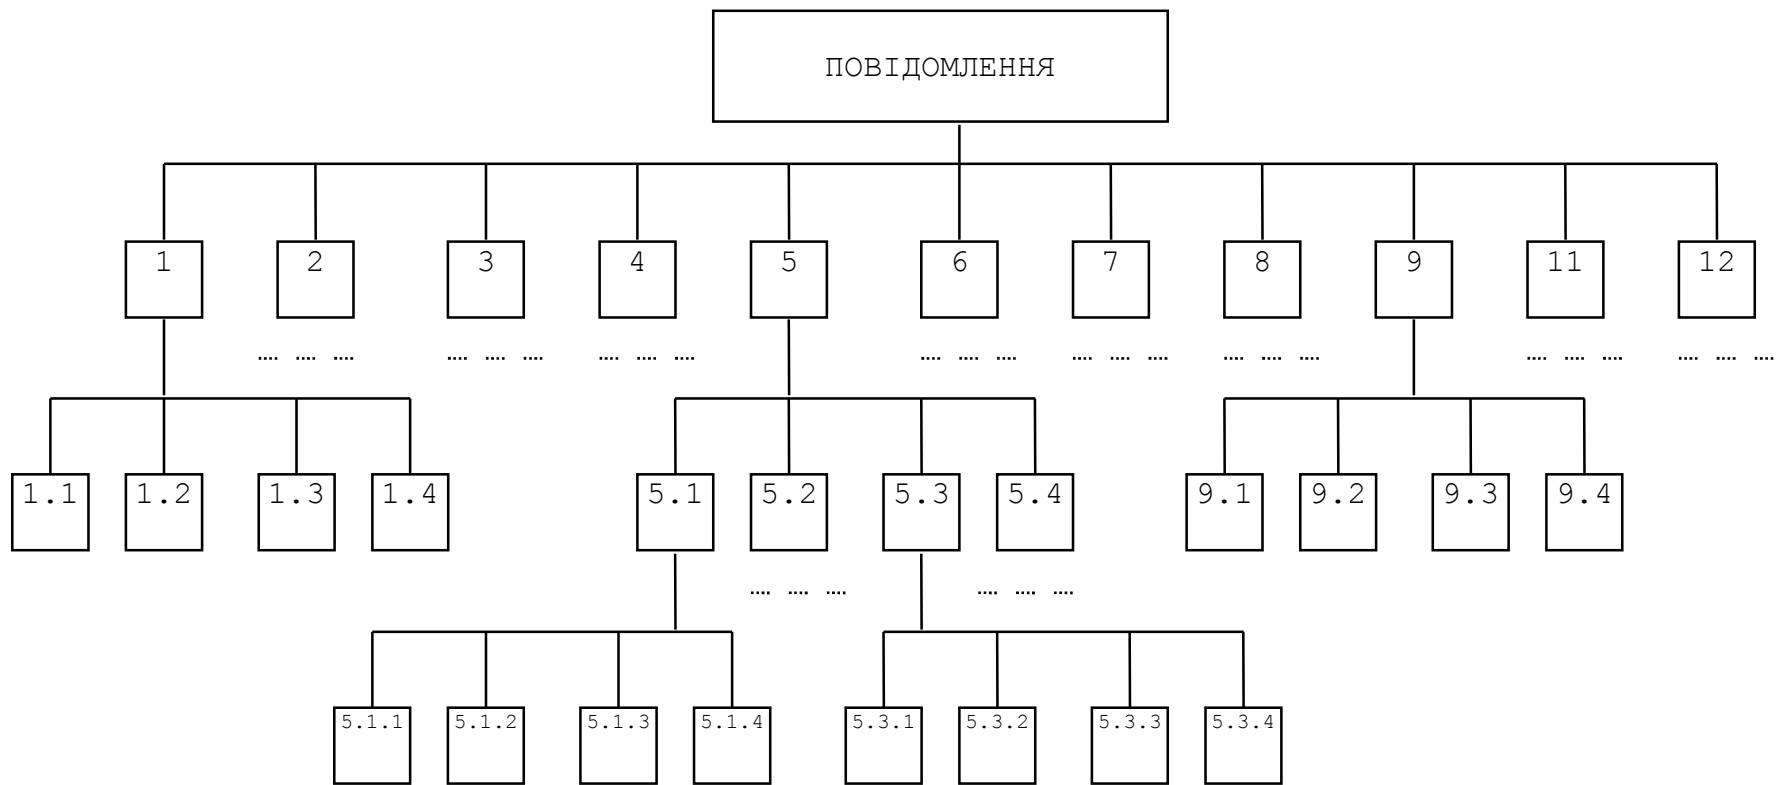 ПОВІДОМЛЕННЯ
1 2 3 4 5 6 7 8 9 11 12
…. … …. …. … …. …. … …. …. … …. …. … …. …. … …. …. … …. …. … ….
1.1 1.2 1.3 1.4 5.1 5.2 5.3 5.4 9.1 9.2 9.3 9.4
…. … …. …. … ….
5.1.1 5.1.2 5.1.3 5.1.4 5.3.1 5.3.2 5.3.3 5.3.4